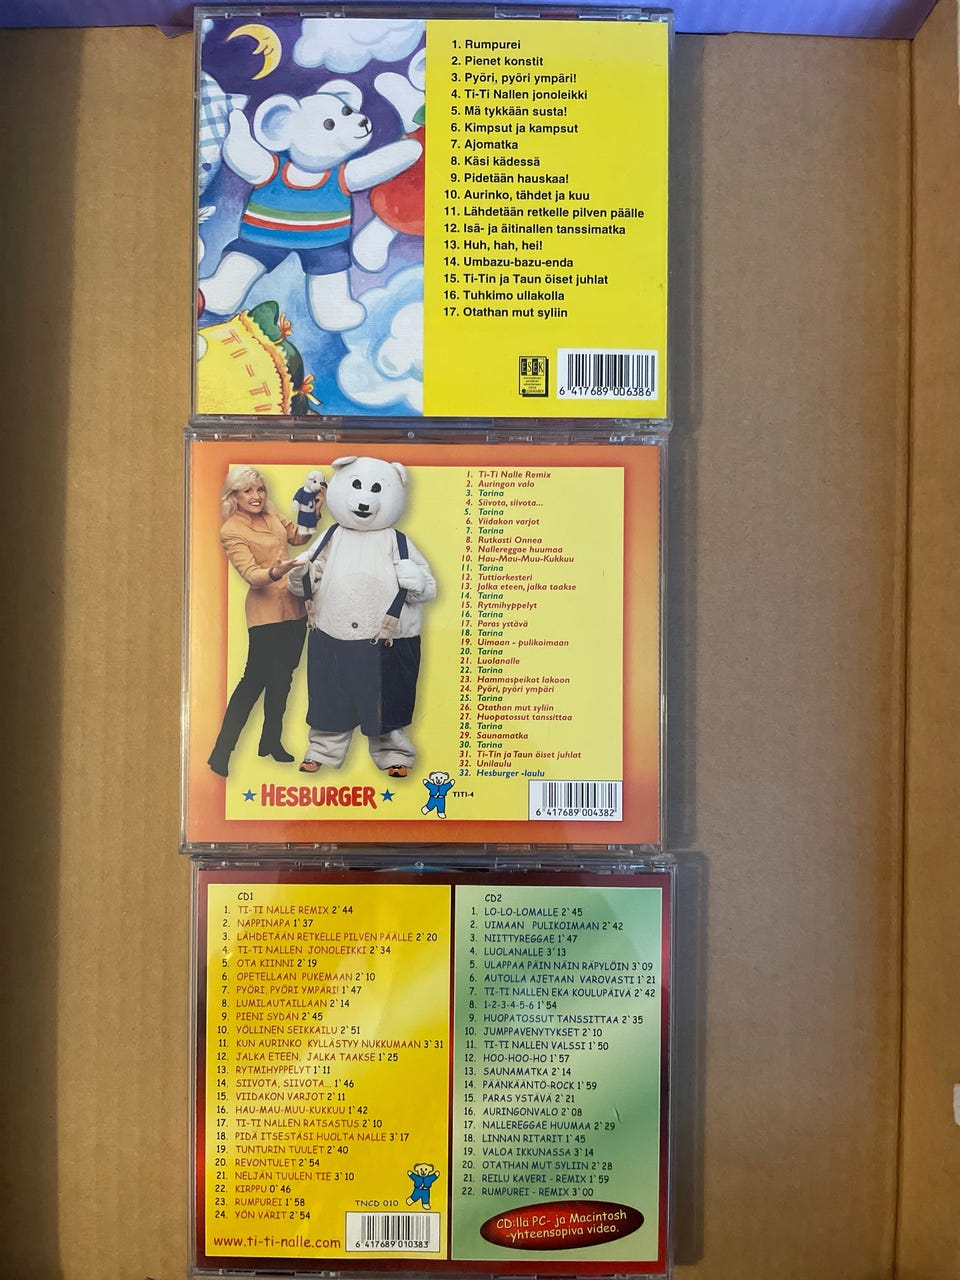 1. Rumpurei
2. Pienet konstit
3. Pyöri, pyöri ympäri!
4. Ti-Ti Nallen jonoleikki
5. Mä tykkään susta!
6. Kimpsut ja kampsut
7. Ajomatka
8. Käsi kädessä
9. Pidetään hauskaa!
10. Aurinko, tähdet ja kuu
11. Lähdetään retkelle pilven päälle
12. Isä- ja äitinallen tanssimatka
13. Huh, hah, hei!
14. Umbazu-bazu-enda
15. Ti-Tin ja Taun öiset juhlat
16. Tuhkimo ullakolla
17. Otathan mut syliin
TI-TI
ESEK
6 417689 006386
1. Ti-Ti Nalle Remix
2. Auringon valo
3. Tarina
4. Siivota, siivota...
5. Tarina
6. Viidakon varjot
7. Tarina
8. Rutkasti Onnea
9. Nallereggae huumaa
10. Hau-Mau-Muu-Kukkuu
11. Tarina
12. Tuttiorkesteri
13. Jalka eteen, jalka taakse
14. Tarina
15. Rytmihyppelyt
16. Tarina
17. Paras ystävä
18. Tarina
19. Uimaan - pulikoimaan
20. Tarina
21. Luolanalle
22. Tarina
23. Hammaspeikot lakoon
24. Pyöri, pyöri ympäri
25. Tarina
26. Otathan mut syliin
27. Huopatossut tanssittaa
28. Tarina
29. Saunamatka
30. Tarina
31. Ti-Tin ja Taun öiset juhlat
32. Unilaulu
32. Hesburger -laulu
HESBURGER
TITI-4
6 417689 004382
CD1
1. TI-TI NALLE REMIX 2´44
2. NAPPINAPA 1´37
3. LÄHDETÄÄN RETKELLE PILVEN PÄÄLLE 2´20
4. TI-TI NALLEN JONOLEIKKI 2´34
5. OTA KIINNI 2´19
6. OPETELLAAN PUKEMAAN 2´10
7. PYÖRI, PYÖRI YMPÄRI! 1´47
8. LUMILAUTAILLAAN 2´14
9. PIENI SYDÄN 2´45
10. YÖLLINEN SEIKKAILU 2´51
11. KUN AURINKO KYLLÄSTYY NUKKUMAAN 3´31
12. JALKA ETEEN, JALKA TAAKSE 1´25
13. RYTMIHYPPELYT 1´11
14. SIIVOTA, SIIVOTA... 1´46
15. VIIDAKON VARJOT 2´11
16. HAU-MAU-MUU-KUKKUU 1´42
17. TI-TI NALLEN RATSASTUS 2´10
18. PIDÄ ITSESTÄSI HUOLTA NALLE 3´17
19. TUNTURIN TUULET 2´40
20. REVONTULET 2´54
21. NELJÄN TUULEN TIE 3´10
22. KIRPPU 0´46
23. RUMPUREI 1´58
24. YÖN VÄRIT 2´54
TNCD 010
www.ti-ti-nalle.com
6 417689 010383
CD2
1. LO-LO-LOMALLE 2´45
2. UIMAAN PULIKOIMAAN 2´42
3. NIITTYREGGAE 1´47
4. LUOLANALLE 3´13
5. ULAPPAA PÄIN NÄIN RÄPYLÖIN 3´09
6. AUTOLLA AJETAAN VAROVASTI 1´21
7. TI-TI NALLEN EKA KOULUPÄIVÄ 2´42
8. 1-2-3-4-5-6 1´54
9. HUOPATOSSUT TANSSITTAA 2´35
10. JUMPPAVENYTYKSET 2´10
11. TI-TI NALLEN VALSSI 1´50
12. HOO-HOO-HO 1´57
13. SAUNAMATKA 2´14
14. PÄÄNKÄÄNTÖ-ROCK 1´59
15. PARAS YSTÄVÄ 2´21
16. AURINGONVALO 2´08
17. NALLEREGGAE HUUMAA 2´29
18. LINNAN RITARIT 1´45
19. VALOA IKKUNASSA 3´14
20. OTATHAN MUT SYLIIN 2´28
21. REILU KAVERI - REMIX 1´59
22. RUMPUREI - REMIX 3´00
CD:llä PC- ja Macintosh
-yhteensopiva video.